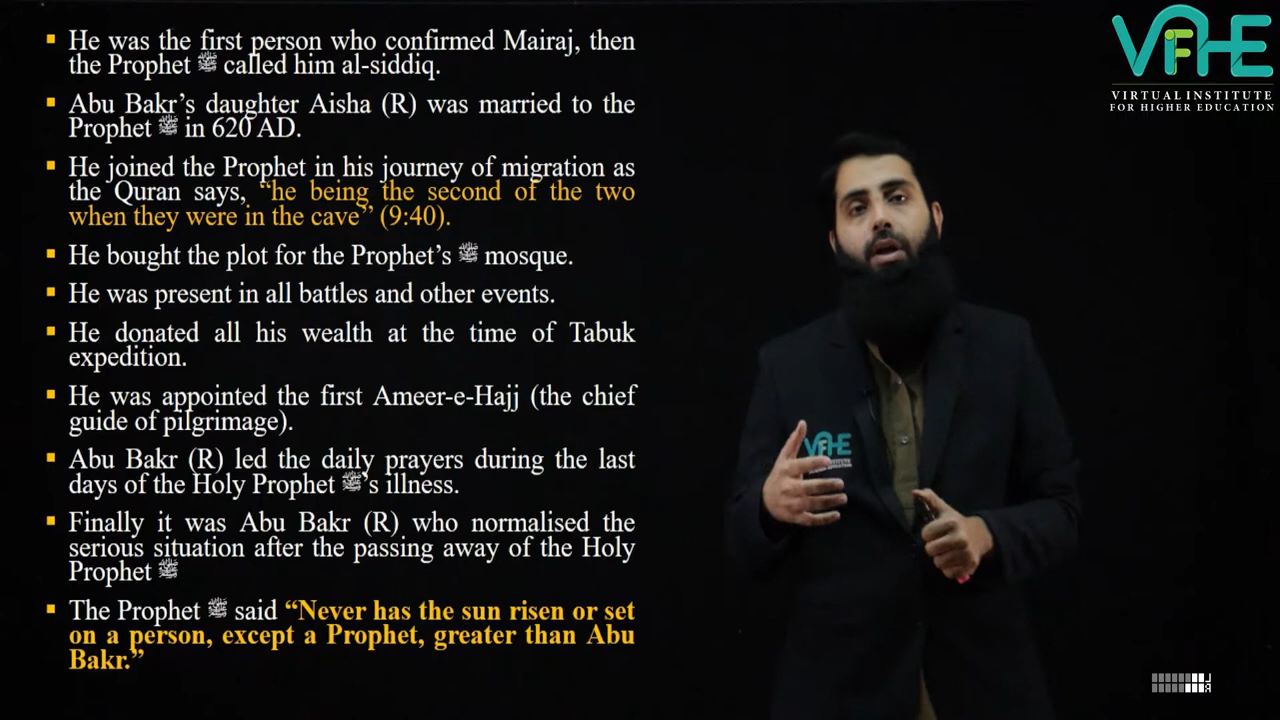 ▪ He was the first person who confirmed Mairaj, then
the Prophet ﷺ called him al-siddiq.
▪ Abu Bakr’s daughter Aisha (R) was married to the
Prophet ﷺ in 620 AD.
▪ He joined the Prophet in his journey of migration as
the Quran says, “he being the second of the two
when they were in the cave” (9:40).
▪ He bought the plot for the Prophet’s ﷺ mosque.
▪ He was present in all battles and other events.
▪ He donated all his wealth at the time of Tabuk
expedition.
▪ He was appointed the first Ameer-e-Hajj (the chief
guide of pilgrimage).
▪ Abu Bakr (R) led the daily prayers during the last
days of the Holy Prophet ﷺ’s illness.
▪ Finally it was Abu Bakr (R) who normalised the
serious situation after the passing away of the Holy
Prophet ﷺ
▪ The Prophet ﷺ said “Never has the sun risen or set
on a person, except a Prophet, greater than Abu
Bakr.”
VIFHE
VIRTUAL INSTITUTE
FOR HIGHER EDUCATION
VIFHE
L
R